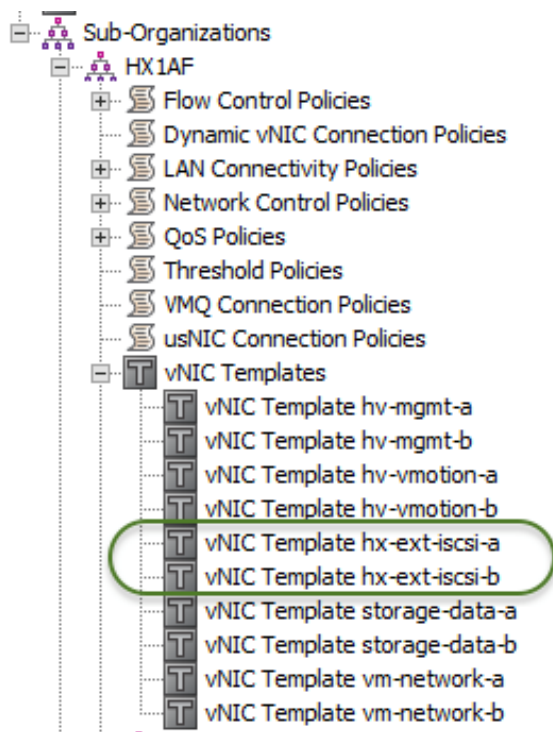 Sub-Organizations
HX1AF
Flow Control Policies
Dynamic vNIC Connection Policies
LAN Connectivity Policies
Network Control Policies
QoS Policies
Threshold Policies
VMQ Connection Policies
usNIC Connection Policies
vNIC Templates
vNIC Template hv-mgmt-a
vNIC Template hv-mgmt-b
vNIC Template hv-vmotion-a
vNIC Template hv-vmotion-b
vNIC Template hx-ext-iscsi-a
vNIC Template hx-ext-iscsi-b
vNIC Template storage-data-a
vNIC Template storage-data-b
vNIC Template vm-network-a
vNIC Template vm-network-b